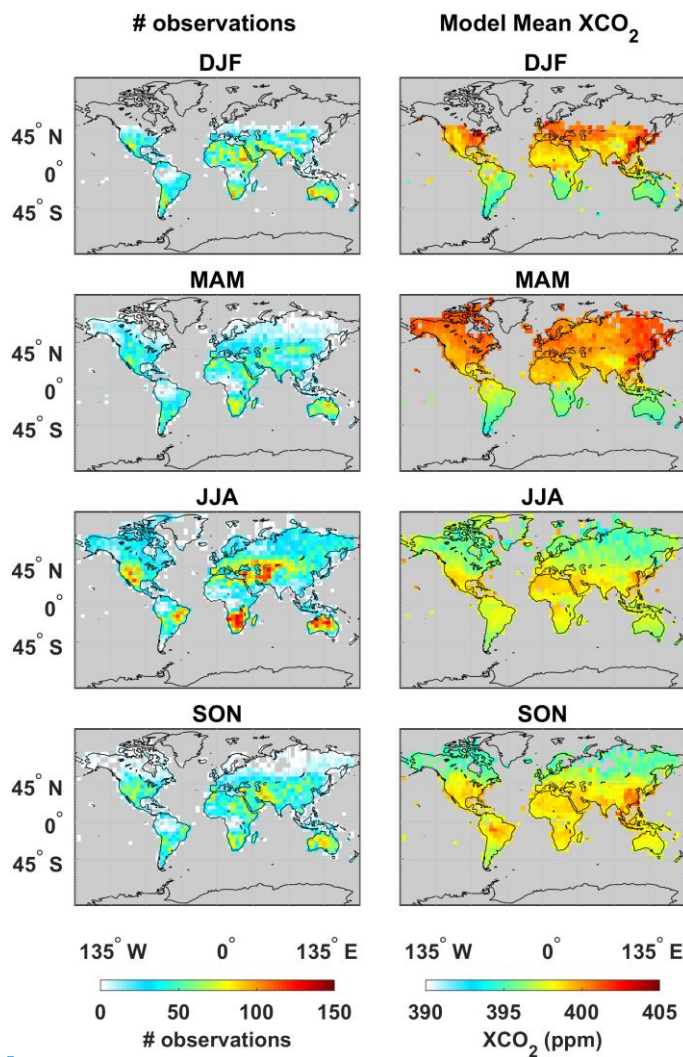 # observations Model Mean XCO₂
DJF DJF
45° N
0°
45° S
MAM MAM
45° N
0°
45° S
JJA JJA
45° N
0°
45° S
SON SON
45° N
0°
45° S
135° W 0° 135° E 135° W 0° 135° E
0 50 100 150 390 395 400 405
# observations XCO₂ (ppm)